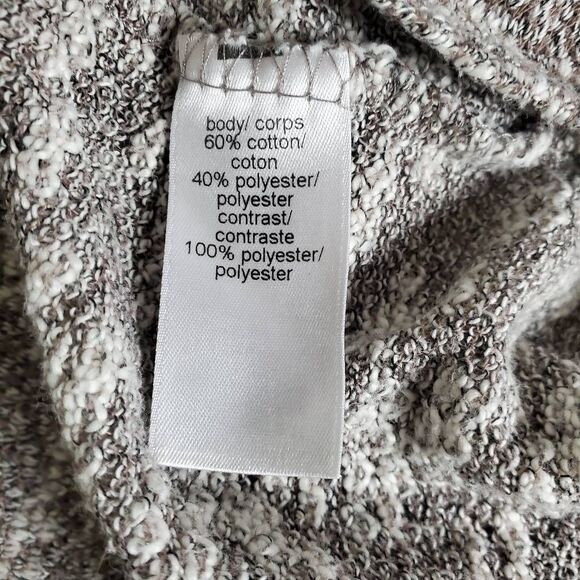 body/ corps
60% cotton/
coton
40% polyester/
polyester
contrast/
contraste
100% polyester/
polyester